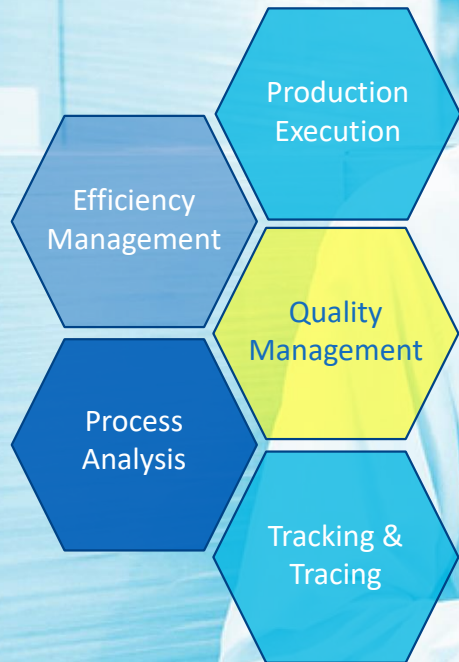 Production
Execution
Efficiency
Management
Quality
Management
Process
Analysis
Tracking &
Tracing